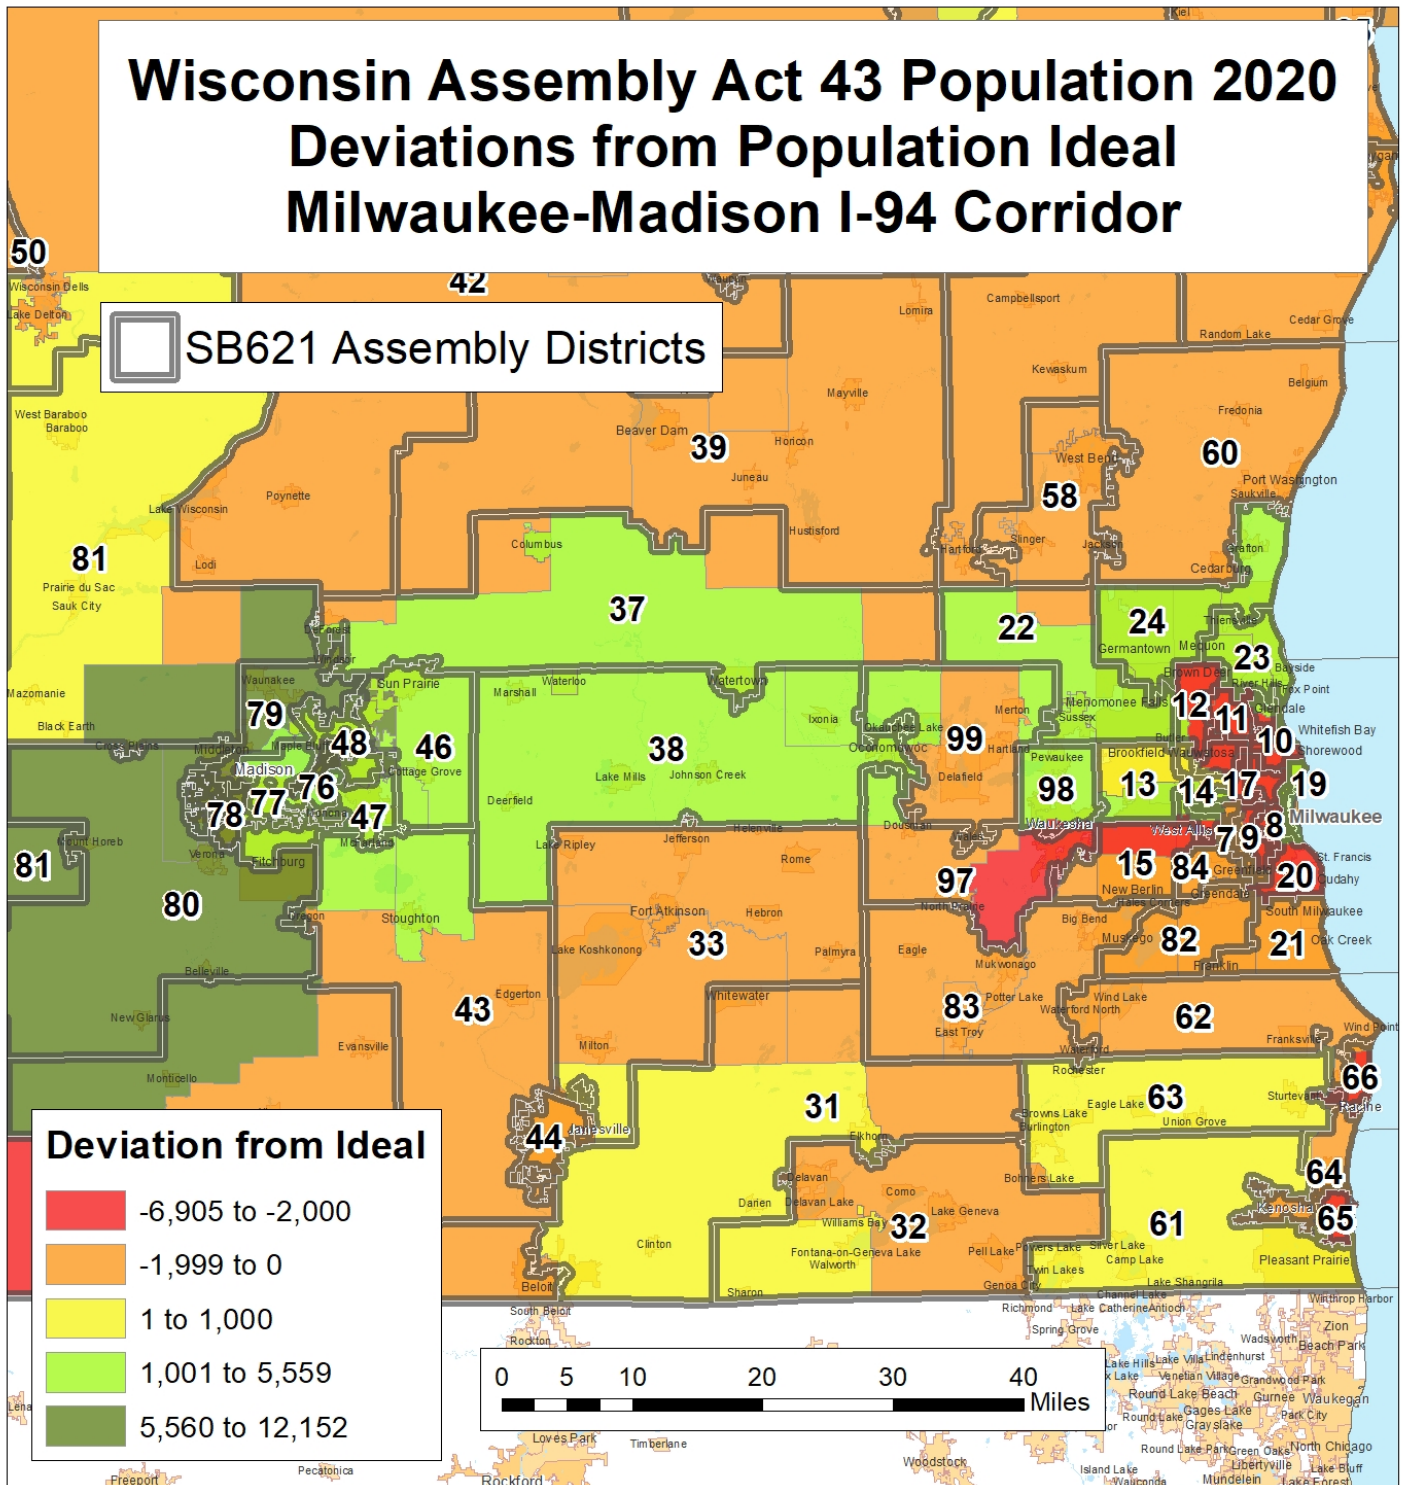 Kiel
Wisconsin Assembly Act 43 Population 2020
Deviations from Population Ideal
Milwaukee-Madison I-94 Corridor
50
Wisconsin Dells
Lake Delton
42
Lomira
Campbellsport
Cedar Grove
Random Lake
SB621 Assembly Districts
Kewaskum
Belgium
Mayville
Fredonia
West Baraboo
Baraboo
Beaver Dam
39
Horicon
60
West Bend
Juneau
58
Port Washington
Saukville
Poynette
Lake Wisconsin
Hustisford
Slinger
Hartford
Jackson
Grafton
Columbus
81
Lodi
Cedarburg
Prairie du Sac
Sauk City
37
22
24
Thiensville
DeForest
Germantown
Mequon
23
Windsor
Bayside
Waunakee
Sun Prairie
Waterloo
Watertown
Brown Deer
River Hills
Fox Point
Mazomanie
Marshall
Merton
Menomonee Falls
12
11
Glendale
79
Black Earth
Ixonia
Okauchee Lake
Sussex
Whitefish Bay
Cross Plains
Middleton
Maple Bluff
48
46
38
Oconomowoc
99
Hartland
Butler
10
Shorewood
Pewaukee
Brookfield
Wauwatosa
Madison
Cottage Grove
Lake Mills
Johnson Creek
Delafield
76
98
13
14
17
19
77
Deerfield
78
47
Monona
Dousman
Waukesha
West Allis
8
Milwaukee
Mount Horeb
McFarland
Helenville
Jefferson
Wales
7
9
Verona
Fitchburg
Lake Ripley
Rome
15
84
St. Francis
81
97
Greenfield
20
Cudahy
New Berlin
Greendale
80
Hales Corners
North Prairie
Oregon
Stoughton
Fort Atkinson
Hebron
Big Bend
South Milwaukee
33
Lake Koshkonong
Palmyra
Eagle
Muskego
82
21
Oak Creek
Belleville
Mukwonago
Franklin
Edgerton
Whitewater
43
83
Potter Lake
Wind Lake
Waterford North
New Glarus
62
East Troy
Wind Point
Evansville
Milton
Franksville
Waterford
Monticello
Rochester
66
31
Eagle Lake
63
Sturtevant
Racine
Browns Lake
Burlington
Union Grove
44
Janesville
Elkhorn
Deviation from Ideal
64
Delavan
Bohners Lake
-6,905 to -2,000
Como
Darien
Delavan Lake
Lake Geneva
Kenosha
65
Williams Bay
32
61
-1,999 to 0
Clinton
Fontana-on-Geneva Lake
Walworth
Pell Lake
Powers Lake
Silver Lake
Camp Lake
Pleasant Prairie
Twin Lakes
Beloit
Sharon
Genoa City
Lake Shangrila
Channel Lake
Winthrop Harbor
1 to 1,000
South Beloit
Richmond
Lake Catherine
Antioch
Spring Grove
Zion
Rockton
Wadsworth
Beach Park
1,001 to 5,559
0 5 10 20 30 40
Miles
Lake Villa
Lindenhurst
Venetian Village
Grandwood Park
Round Lake Beach
Gurnee
Waukegan
Gages Lake
Round Lake
Park City
Grayslake
5,560 to 12,152
Loves Park
Timberlane
Round Lake Park
Green Oaks
North Chicago
Woodstock
Libertyville
Lake Bluff
Island Lake
Pecatonica
Freeport
Rockford
Wauconda
Mundelein
Lake Forest